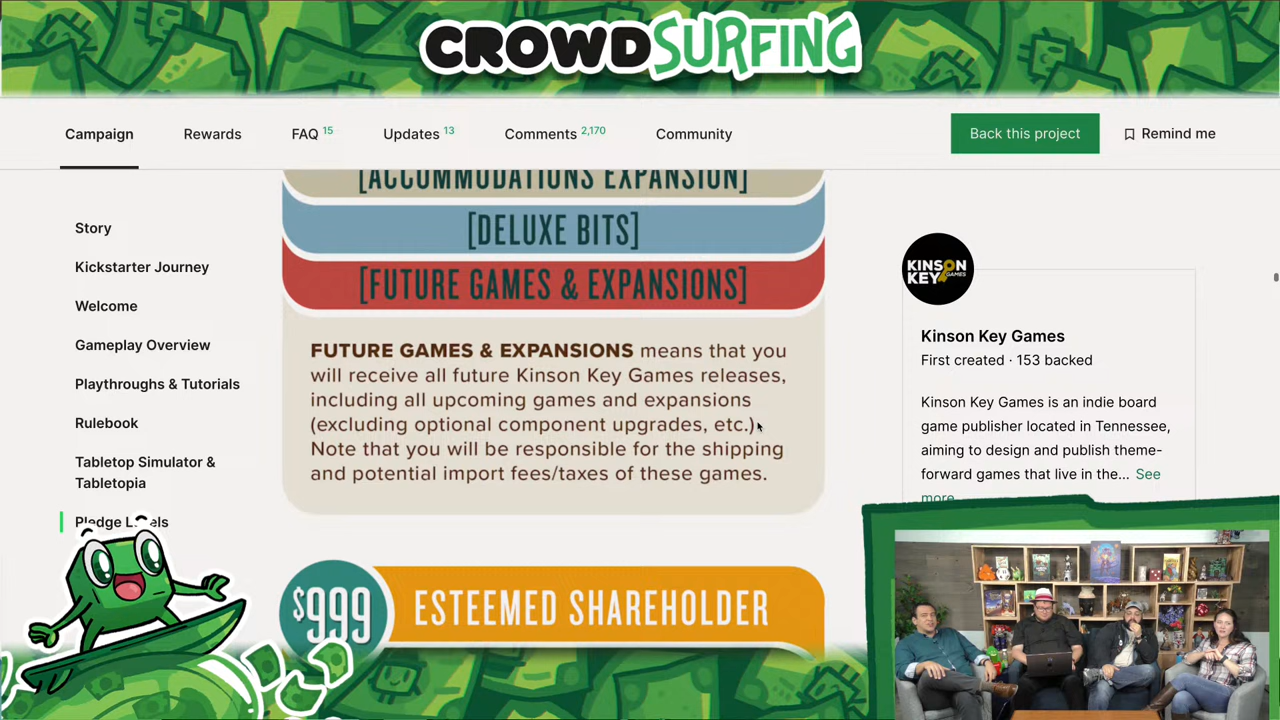 CROWDSURFING
Campaign
Rewards
FAQ 15
Updates 13
Comments 2,170
Community
Back this project
Remind me
Story
Kickstarter Journey
Welcome
Gameplay Overview
Playthroughs & Tutorials
Rulebook
Tabletop Simulator &
Tabletopia
Pledge Levels
[ACCOMMODATIONS EXPANSION]
[DELUXE BITS]
[FUTURE GAMES & EXPANSIONS]
FUTURE GAMES & EXPANSIONS means that you
will receive all future Kinson Key Games releases,
including all upcoming games and expansions
(excluding optional component upgrades, etc.).
Note that you will be responsible for the shipping
and potential import fees/taxes of these games.
$999
ESTEEMED SHAREHOLDER
KINSON
KEY GAMES
Kinson Key Games
First created · 153 backed
Kinson Key Games is an indie board
game publisher located in Tennessee,
aiming to design and publish theme-
forward games that live in the... See
more